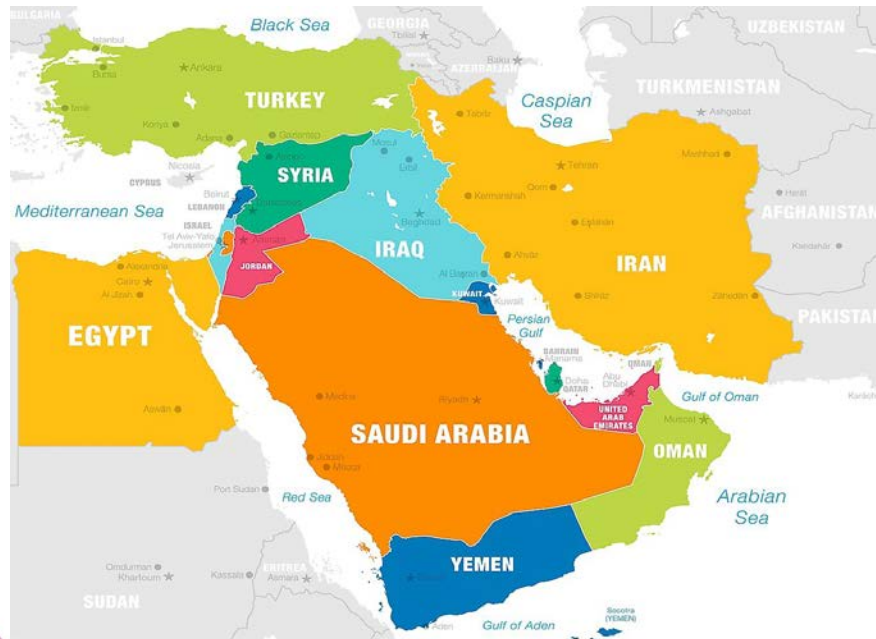 BULGARIA
Black Sea
GEORGIA
Tbilisi
UZBEKISTAN
Istanbul
Bursa
Ankara
AZERBAIJAN
Baku
TURKMENISTAN
Ashgabat
TURKEY
Caspian
Sea
Izmir
Konya
Adana
Gaziantep
Tabriz
Mosul
Erbil
Tehran
Mashhad
Nicosia
CYPRUS
Aleppo
SYRIA
Qom
Kermanshah
Herat
Beirut
LEBANON
Damascus
Mediterranean Sea
Baghdad
Esfahan
AFGHANISTAN
ISRAEL
Tel Aviv-Yafo
Jerusalem
Amman
IRAQ
Kandahar
Ahvaz
IRAN
JORDAN
Al Basrah
Alexandria
Cairo
Al Jizah
KUWAIT
Kuwait
Shiraz
Zahedan
PAKISTAN
EGYPT
Persian
Gulf
BAHRAIN
Manama
OMAN
Doha
QATAR
Abu
Dhabi
Gulf of Oman
Karachi
Aswan
Medina
Riyadh
UNITED
ARAB
EMIRATES
Muscat
SAUDI ARABIA
OMAN
Jiddah
Mecca
Port Sudan
Red Sea
Arabian
Sea
YEMEN
Omdurman
Khartoum
Kassala
ERITREA
Asmara
Sanaa
SUDAN
Socotra
(YEMEN)
Aden
Gulf of Aden